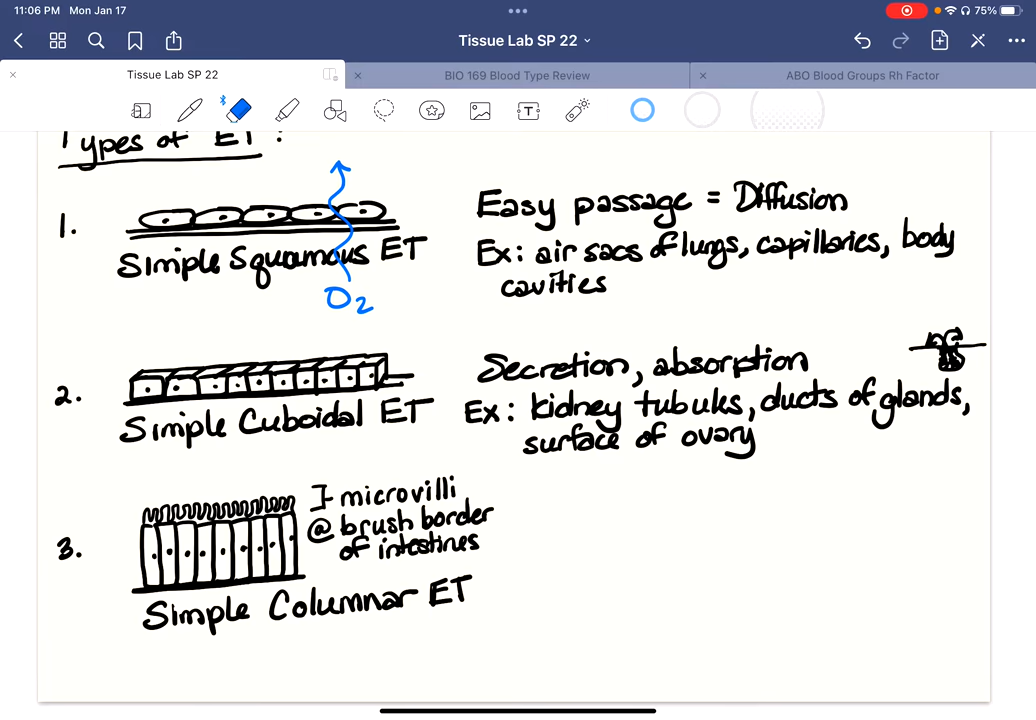 11:06 PM Mon Jan 17
75%
Tissue Lab SP 22
Tissue Lab SP 22
BIO 169 Blood Type Review
ABO Blood Groups Rh Factor
Types of ET:
1.
Simple Squamous ET
O2
Easy passage = Diffusion
Ex: air sacs of lungs, capillaries, body
cavities
2.
Simple Cuboidal ET
Secretion, absorption
Ex: kidney tubules, ducts of glands,
surface of ovary
3.
microvilli
@ brush border
of intestines
Simple Columnar ET